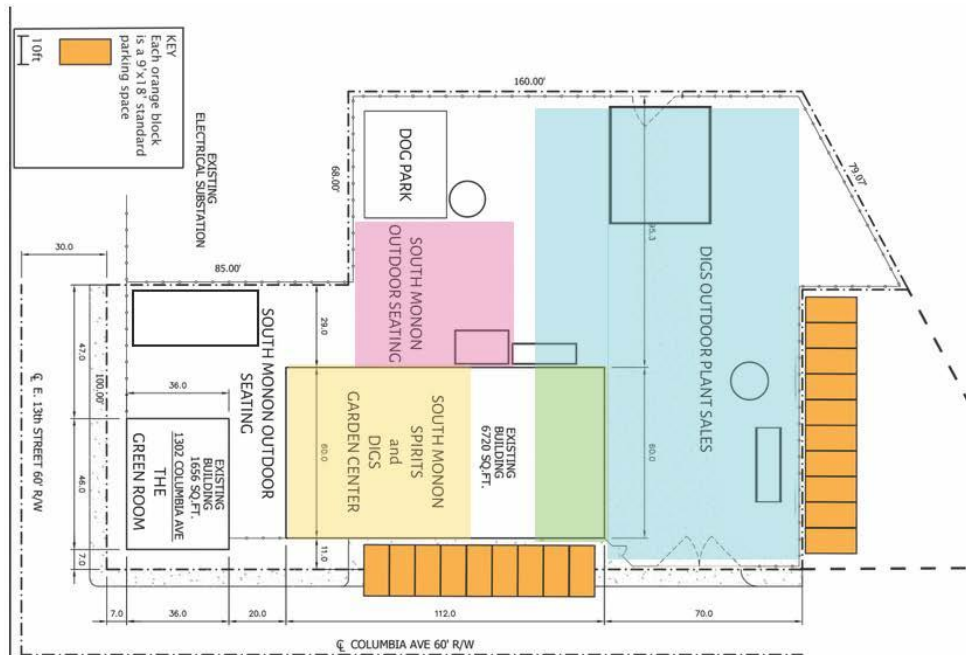 KEY
Each orange block
is a 9'x18' standard
parking space
10ft
EXISTING
ELECTRICAL SUBSTATION
160.00'
79.07'
68.00'
DOG PARK
SOUTH MONON
OUTDOOR SEATING
95.3
DIGS OUTDOOR PLANT SALES
30.0
85.00'
47.0
100.00'
36.0
29.0
SOUTH MONON OUTDOOR
SEATING
℄ E. 13th STREET 60' R/W
46.0
7.0
EXISTING
BUILDING
1656 SQ.FT.
1302 COLUMBIA AVE
THE
GREEN ROOM
60.0
SOUTH MONON
SPIRITS
and
DIGS
GARDEN CENTER
EXISTING
BUILDING
6720 SQ.FT.
60.0
11.0
7.0
36.0
20.0
112.0
70.0
℄ COLUMBIA AVE 60' R/W